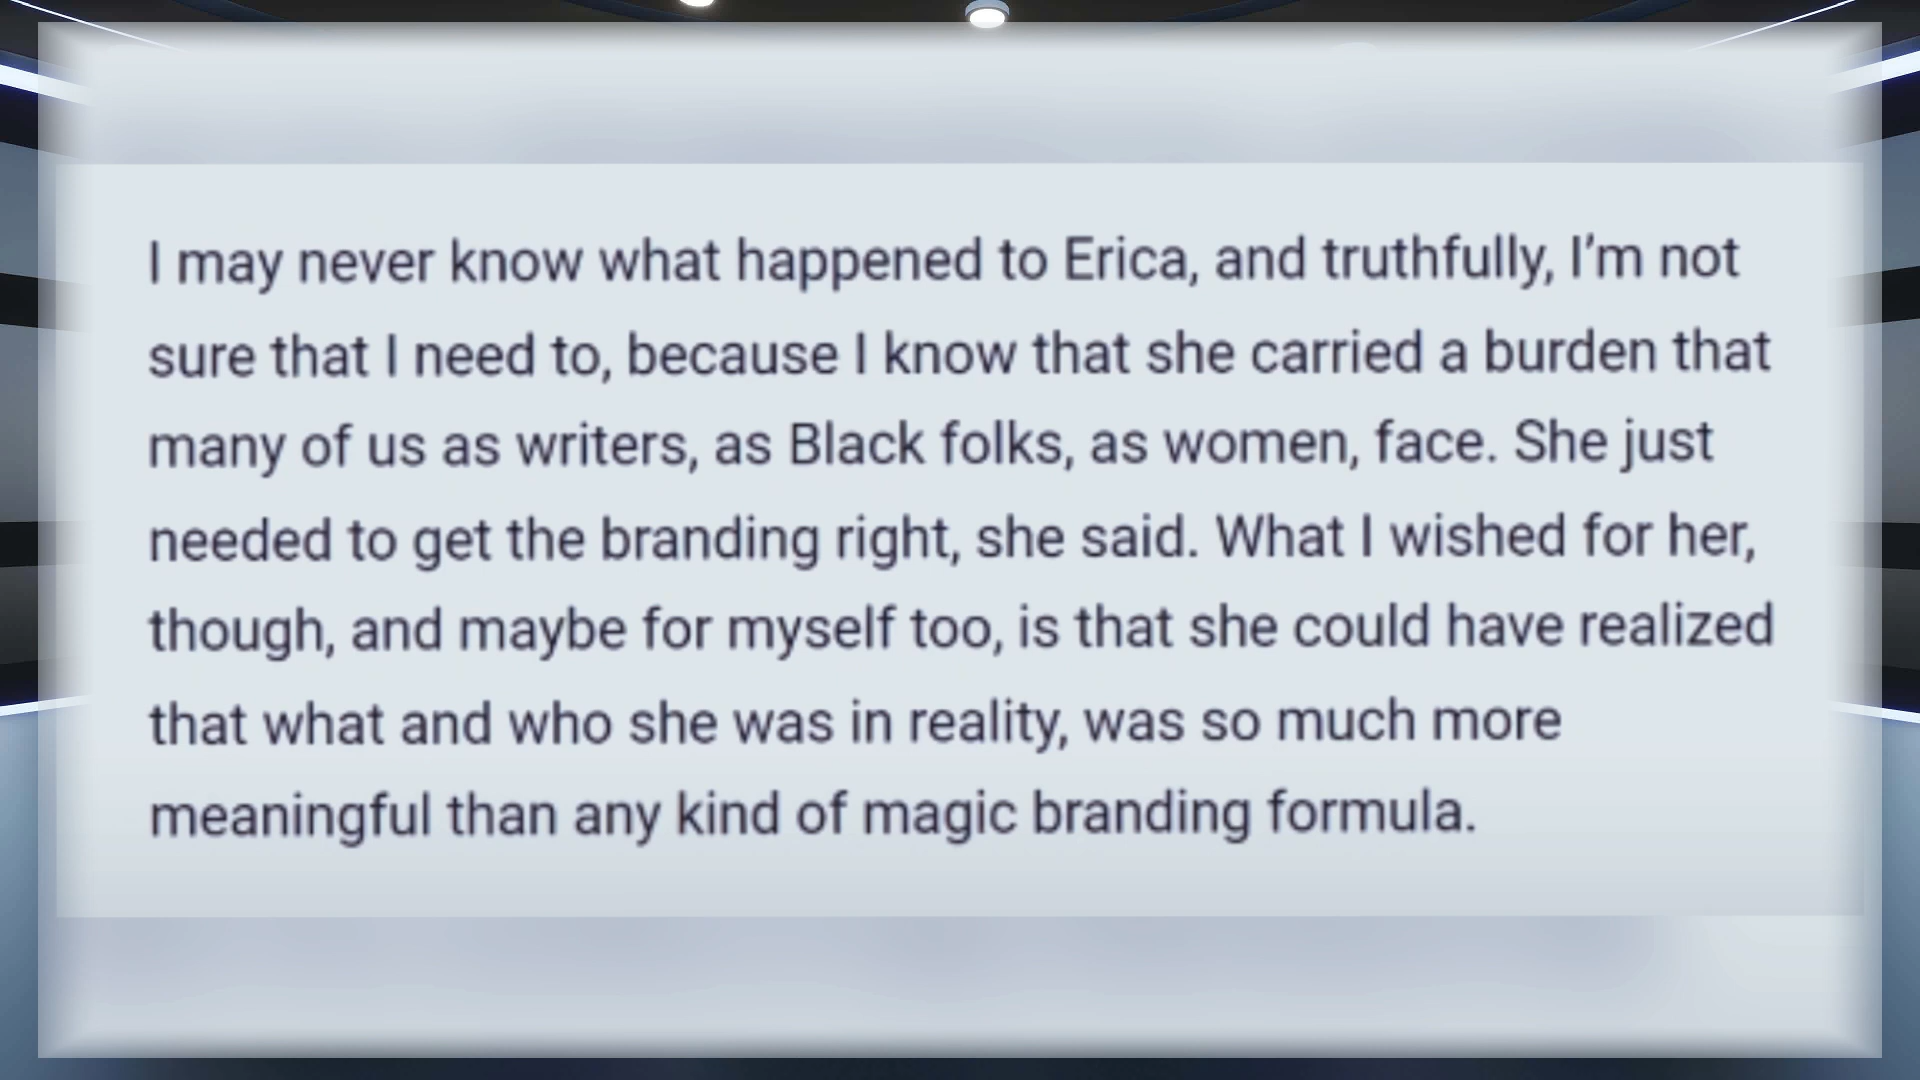 I may never know what happened to Erica, and truthfully, I’m not
sure that I need to, because I know that she carried a burden that
many of us as writers, as Black folks, as women, face. She just
needed to get the branding right, she said. What I wished for her,
though, and maybe for myself too, is that she could have realized
that what and who she was in reality, was so much more
meaningful than any kind of magic branding formula.